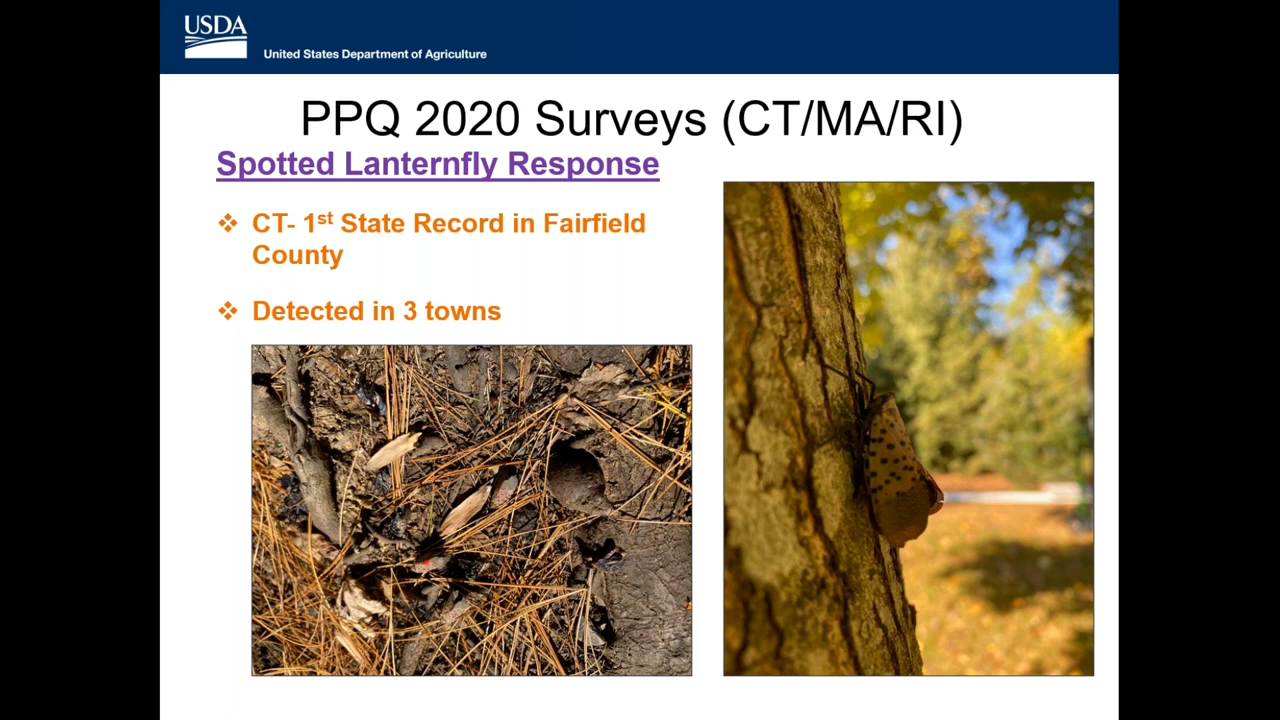 USDA
United States Department of Agriculture
PPQ 2020 Surveys (CT/MA/RI)
Spotted Lanternfly Response
❖ CT- 1st State Record in Fairfield
County
❖ Detected in 3 towns